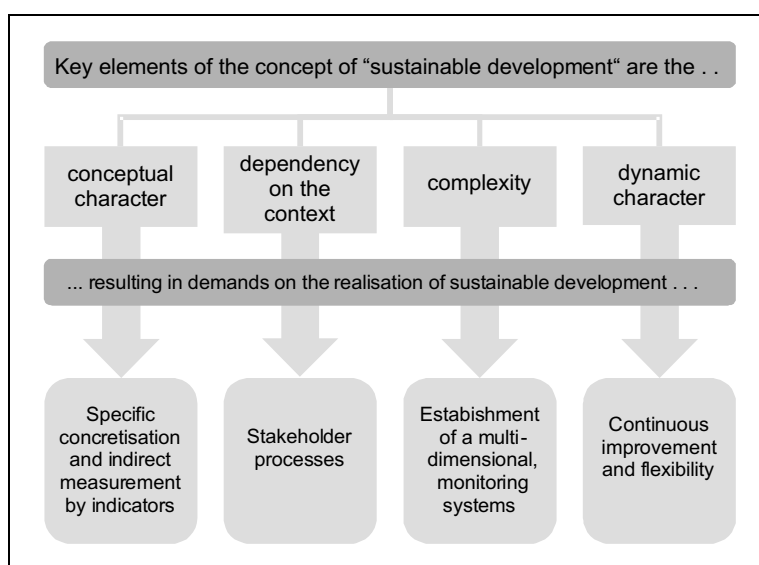 Key elements of the concept of “sustainable development“ are the . .
conceptual
character
dependency
on the
context
complexity
dynamic
character
... resulting in demands on the realisation of sustainable development . . .
Specific
concretisation
and indirect
measurement
by indicators
Stakeholder
processes
Estabishment
of a multi-
dimensional,
monitoring
systems
Continuous
improvement
and flexibility